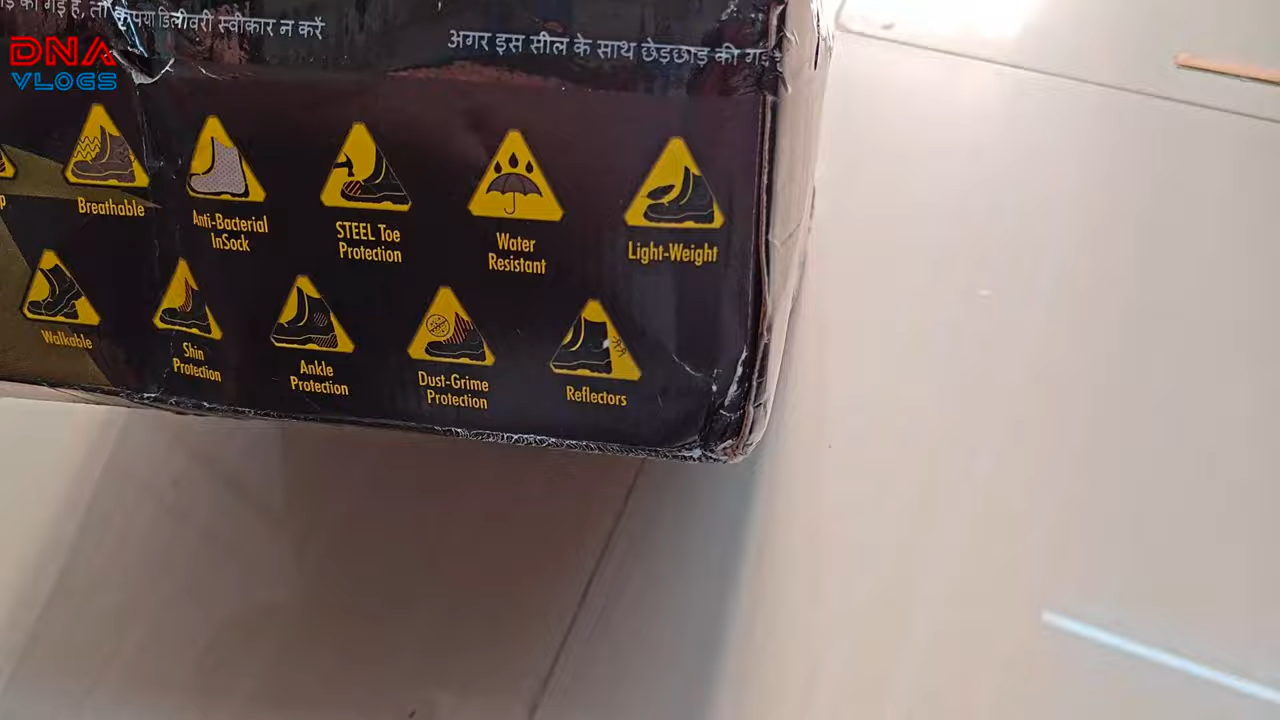 की गई है, तो कृपया डिलीवरी स्वीकार न करें
अगर इस सील के साथ छेड़छाड़ की गई
DNA
VLOGS
Breathable
Anti-Bacterial
InSock
STEEL Toe
Protection
Water
Resistant
Light-Weight
Walkable
Shin
Protection
Ankle
Protection
Dust-Grime
Protection
Reflectors